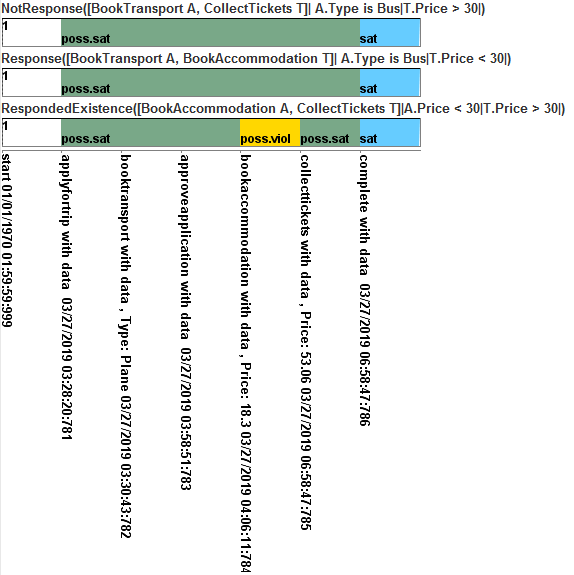 NotResponse([BookTransport A, CollectTickets T]| A.Type is Bus|T.Price > 30|)
1
poss.sat
sat
Response([BookTransport A, BookAccommodation T]| A.Type is Bus|T.Price < 30|)
1
poss.sat
sat
RespondedExistence([BookAccommodation A, CollectTickets T]|A.Price < 30|T.Price > 30|)
1
poss.sat
poss.viol
poss.sat
sat
start 01/01/1970 01:59:59:999
applyfortrip with data 03/27/2019 03:28:20:781
booktransport with data , Type: Plane 03/27/2019 03:30:43:782
approveapplication with data 03/27/2019 03:58:51:783
bookaccommodation with data , Price: 18.3 03/27/2019 04:06:11:784
collecttickets with data , Price: 53.06 03/27/2019 06:58:47:785
complete with data 03/27/2019 06:58:47:786